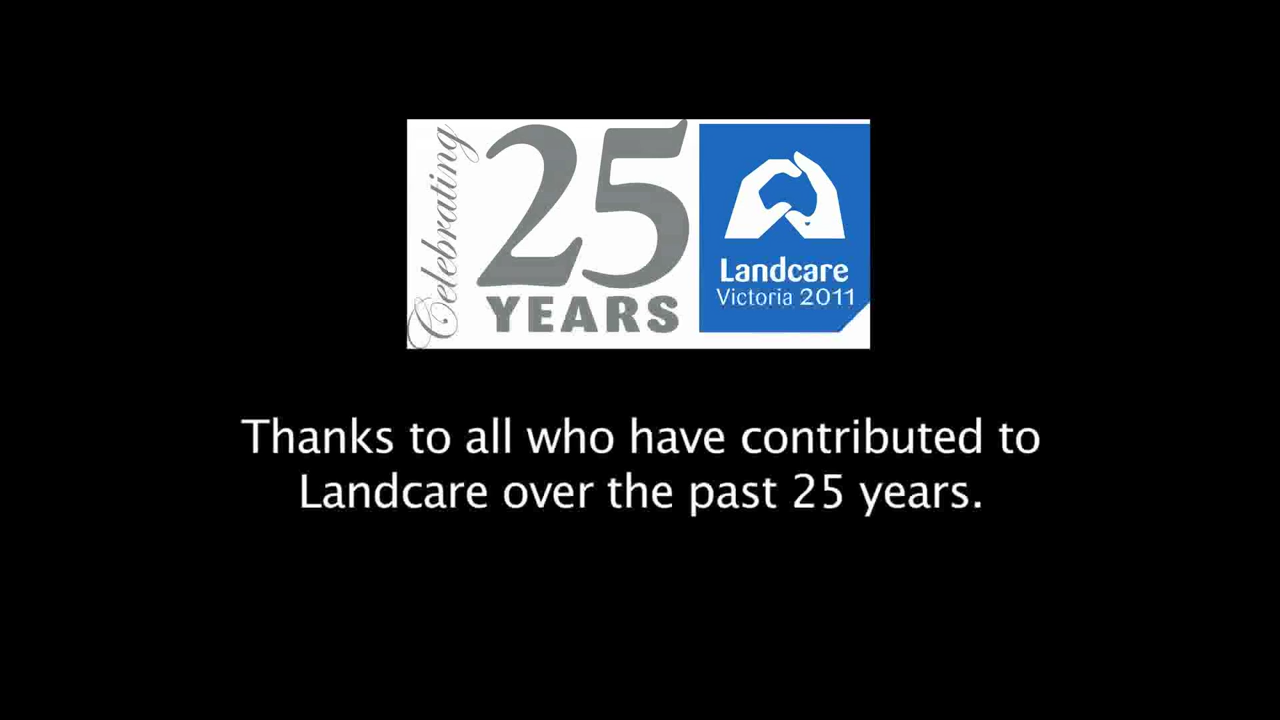 Celebrating
25
YEARS
Landcare
Victoria 2011
Thanks to all who have contributed to
Landcare over the past 25 years.